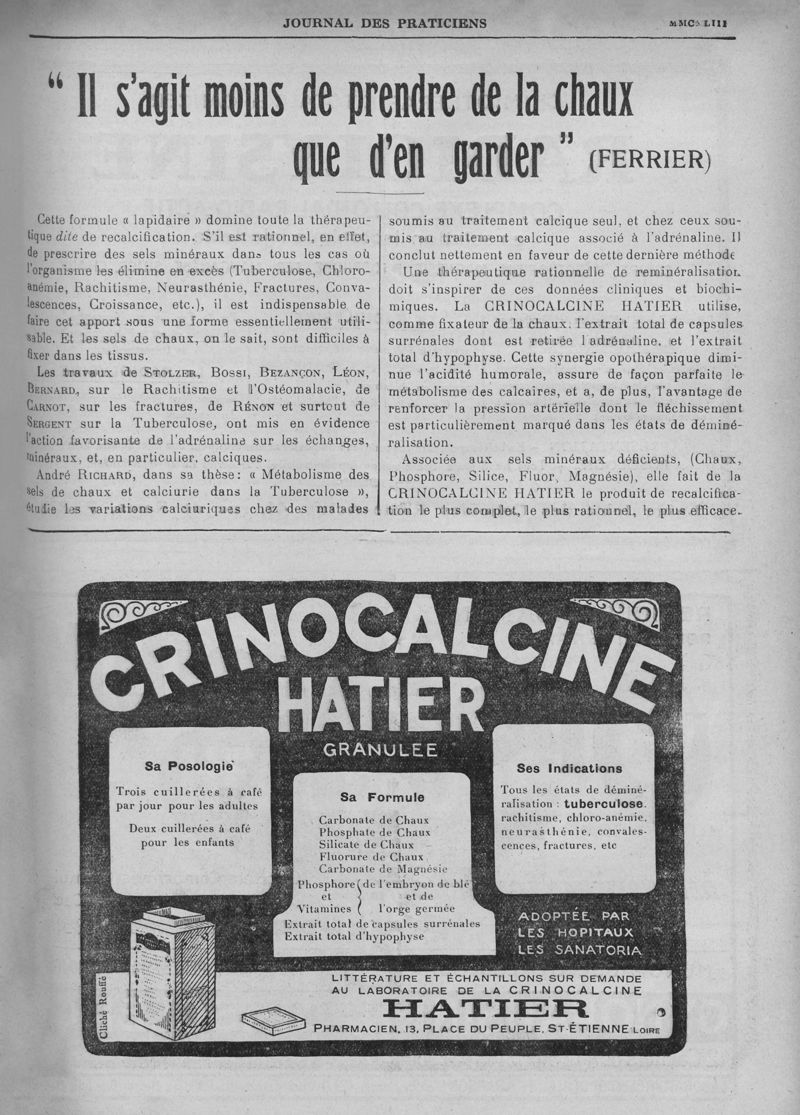 JOURNAL DES PRATICIENS
“ Il s'agit moins de prendre de la chaux
que d'en garder ” (FERRIER)
Cette formule « lapidaire » domine toute la thérapeu-
tique dite de recalcification. S'il est rationnel, en effet,
de prescrire des sels minéraux dans tous les cas où
l'organisme les élimine en excès (Tuberculose, Chloro-
anémie, Rachitisme, Neurasthénie, Fractures, Conva-
lescences, Croissance, etc.), il est indispensable de
faire cet apport sous une forme essentiellement utili-
sable. Et les sels de chaux, on le sait, sont difficiles à
fixer dans les tissus.
Les travaux de STOLZER, BOSSI, BEZANÇON, LÉON,
BERNARD, sur le Rachitisme et l'Ostéomalacie, de
CARNOT, sur les fractures, de RÉNON et surtout de
SERGENT sur la Tuberculose, ont mis en évidence
l'action favorisante de l'adrénaline sur les échanges,
minéraux, et, en particulier, calciques.
André RICHARD, dans sa thèse: « Métabolisme des
sels de chaux et calciurie dans la Tuberculose »,
étudie les variations calciuriques chez des malades
soumis au traitement calcique seul, et chez ceux sou-
mis au traitement calcique associé à l'adrénaline. Il
conclut nettement en faveur de cette dernière méthode
Une thérapeutique rationnelle de reminéralisation
doit s'inspirer de ces données cliniques et biochi-
miques. La CRINOCALCINE HATIER utilise,
comme fixateur de la chaux, l'extrait total de capsules
surrénales dont est retirée l adrénaline, et l'extrait
total d'hypophyse. Cette synergie opothérapique dimi-
nue l'acidité humorale, assure de façon parfaite le
métabolisme des calcaires, et a, de plus, l'avantage de
renforcer la pression artérielle dont le fléchissement
est particulièrement marqué dans les états de déminé-
ralisation.
Associée aux sels minéraux déficients, (Chaux,
Phosphore, Silice, Fluor, Magnésie), elle fait de la
CRINOCALCINE HATIER le produit de recalcifica-
tion le plus complet, le plus rationnel, le plus efficace.
CRINOCALCINE
HATIER
GRANULEE
Sa Posologie
Trois cuillerées à café
par jour pour les adultes
Deux cuillerées à café
pour les enfants
Sa Formule
Carbonate de Chaux
Phosphate de Chaux
Silicate de Chaux
Fluorure de Chaux
Carbonate de Magnésie
Phosphore ( de l'embryon de blé
et ( et de
Vitamines ( l'orge germée
Extrait total de capsules surrénales
Extrait total d'hypophyse
Ses Indications
Tous les états de déminé-
ralisation : tuberculose,
rachitisme, chloro-anémie,
neurasthénie, convales-
cences, fractures, etc
ADOPTÉE PAR
LES HOPITAUX
LES SANATORIA
Cliché Rouffé
LITTÉRATURE ET ÉCHANTILLONS SUR DEMANDE
AU LABORATOIRE DE LA CRINOCALCINE
HATIER
PHARMACIEN, 13, PLACE DU PEUPLE, ST-ÉTIENNE LOIRE